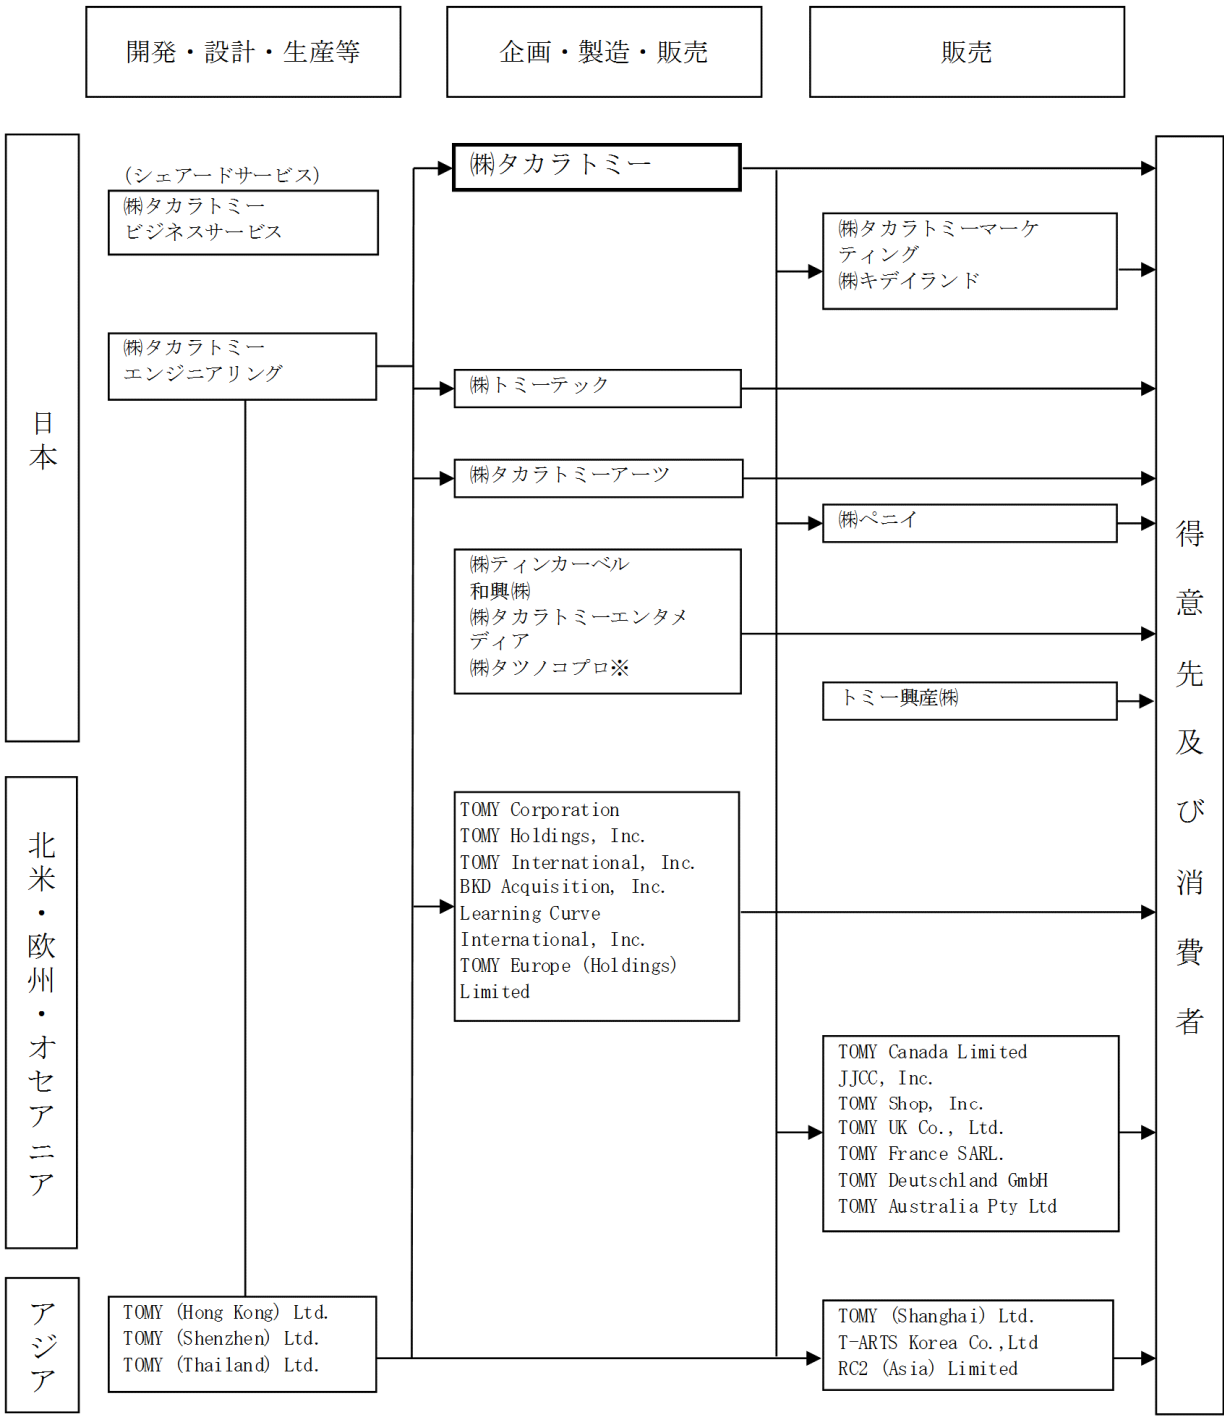 開発・設計・生産等
企画・製造・販売
販売
日本
(シェアードサービス)
㈱タカラトミー
ビジネスサービス
㈱タカラトミー
エンジニアリング
㈱タカラトミー
㈱トミーテック
㈱タカラトミーアーツ
㈱ティンカーベル
和興㈱
㈱タカラトミーエンタメ
ディア
㈱タツノコプロ※
㈱タカラトミーマーケ
ティング
㈱キデイランド
㈱ペニイ
トミー興産㈱
得意先及び消費者
北米・欧州・オセアニア
TOMY Corporation
TOMY Holdings, Inc.
TOMY International, Inc.
BKD Acquisition, Inc.
Learning Curve
International, Inc.
TOMY Europe (Holdings)
Limited
TOMY Canada Limited
JJCC, Inc.
TOMY Shop, Inc.
TOMY UK Co., Ltd.
TOMY France SARL.
TOMY Deutschland GmbH
TOMY Australia Pty Ltd
アジア
TOMY (Hong Kong) Ltd.
TOMY (Shenzhen) Ltd.
TOMY (Thailand) Ltd.
TOMY (Shanghai) Ltd.
T-ARTS Korea Co.,Ltd
RC2 (Asia) Limited